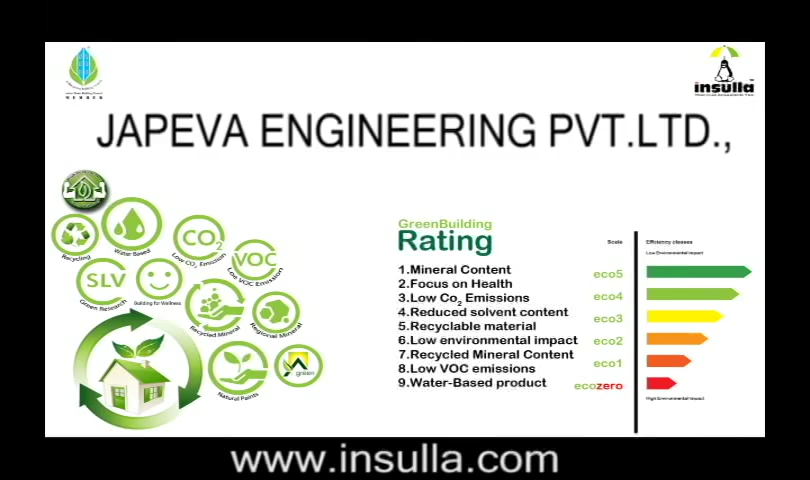 MEMBER
insulla
JAPEVA ENGINEERING PVT.LTD.,
Recycling
Water Based
CO2
Low CO2 Emission
VOC
Low VOC Emission
SLV
Green Research
Building for Wellness
Recycled Mineral
Regional Mineral
Natural Paints
green
GreenBuilding
Rating
1.Mineral Content
2.Focus on Health
3.Low Co2 Emissions
4.Reduced solvent content
5.Recyclable material
6.Low environmental impact
7.Recycled Mineral Content
8.Low VOC emissions
9.Water-Based product
Scale
eco5
eco4
eco3
eco2
eco1
ecozero
Efficiency classes
Low Environmental impact
High Environmental impact
www.insulla.com